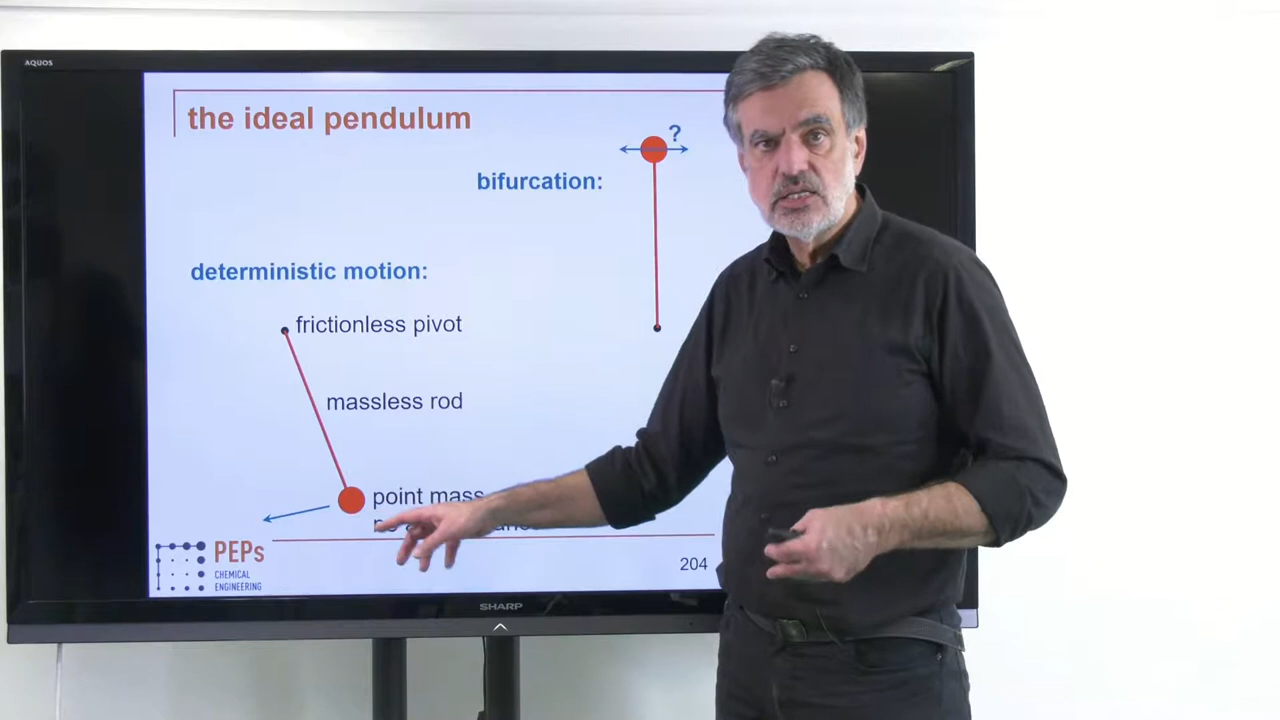 AQUOS
the ideal pendulum
?
bifurcation:
deterministic motion:
frictionless pivot
massless rod
point mass
PEPs
CHEMICAL
ENGINEERING
204
SHARP